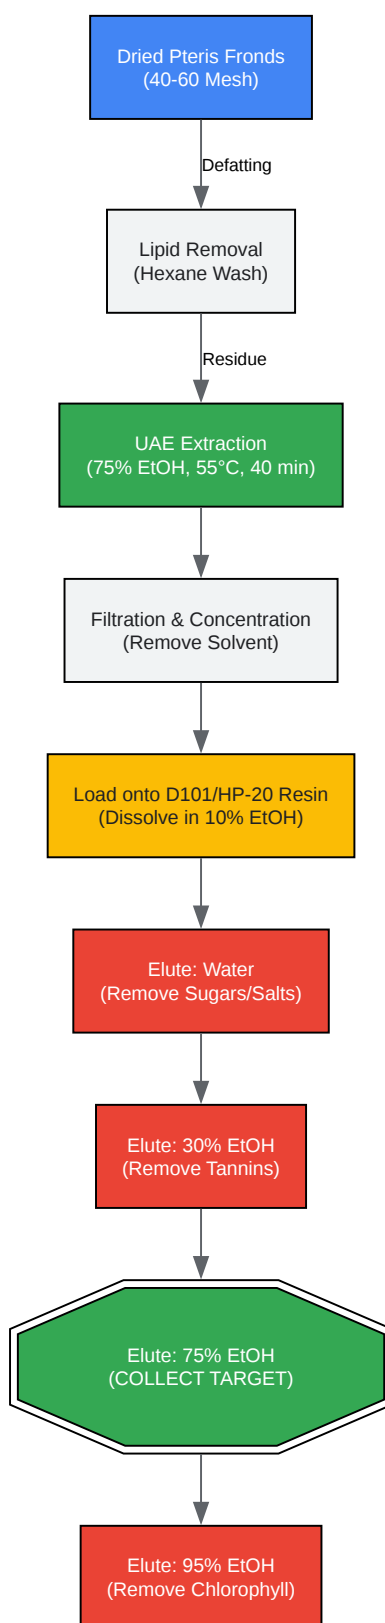 Dried Pteris Fronds
(40-60 Mesh)
Defatting
Lipid Removal
(Hexane Wash)
Residue
UAE Extraction
(75% EtOH, 55°C, 40 min)
Filtration & Concentration
(Remove Solvent)
Load onto D101/HP-20 Resin
(Dissolve in 10% EtOH)
Elute: Water
(Remove Sugars/Salts)
Elute: 30% EtOH
(Remove Tannins)
Elute: 75% EtOH
(COLLECT TARGET)
Elute: 95% EtOH
(Remove Chlorophyll)